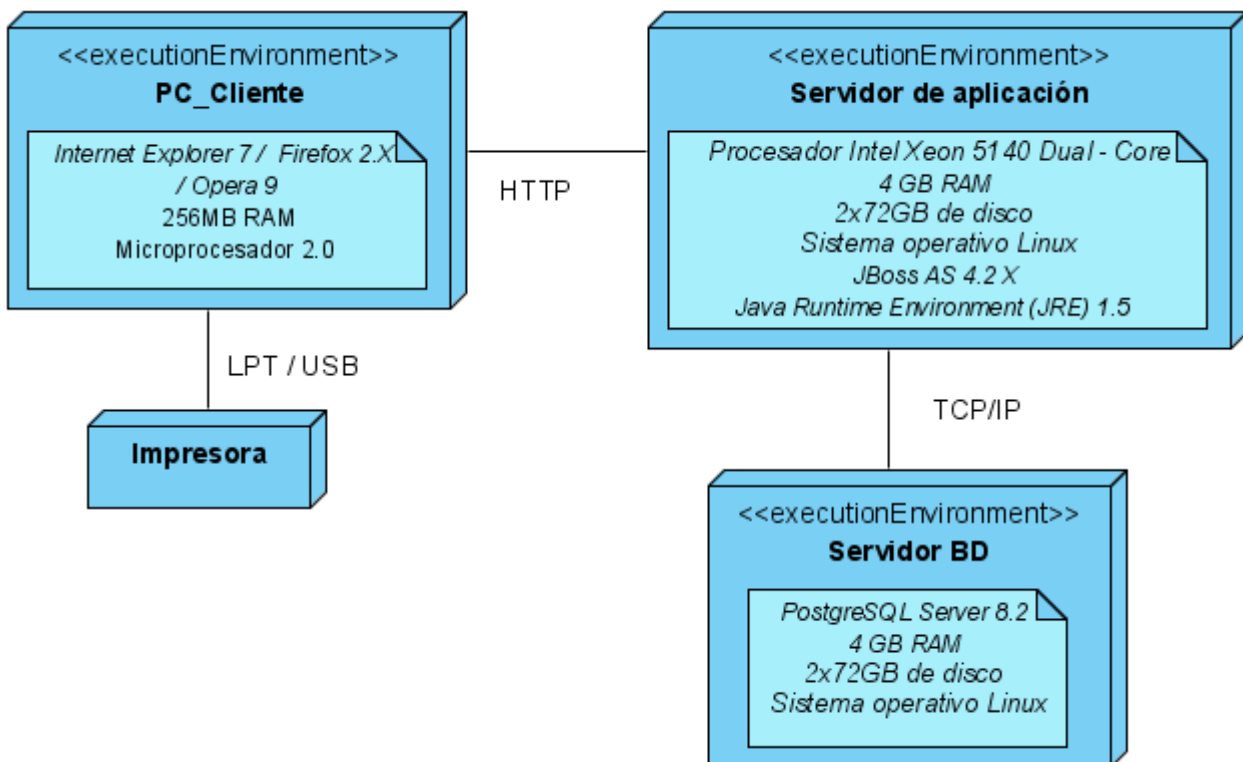 <<executionEnvironment>>
PC_Cliente
Internet Explorer 7 / Firefox 2.X
/ Opera 9
256MB RAM
Microprocesador 2.0
HTTP
<<executionEnvironment>>
Servidor de aplicación
Procesador Intel Xeon 5140 Dual - Core
4 GB RAM
2x72GB de disco
Sistema operativo Linux
JBoss AS 4.2 X
Java Runtime Environment (JRE) 1.5
LPT / USB
Impresora
TCP/IP
<<executionEnvironment>>
Servidor BD
PostgreSQL Server 8.2
4 GB RAM
2x72GB de disco
Sistema operativo Linux